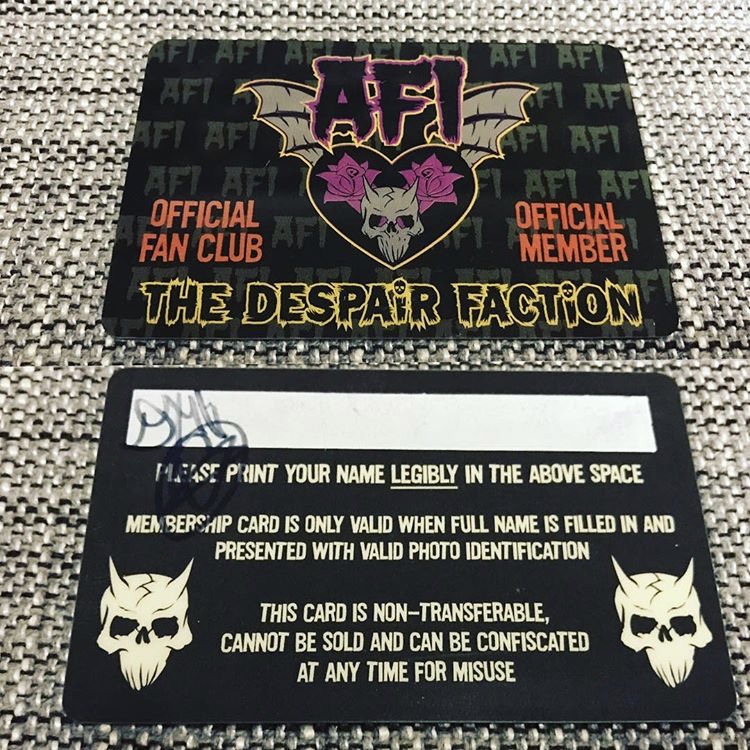 AFI
OFFICIAL
FAN CLUB
OFFICIAL
MEMBER
THE DESPAIR FACTION
PLEASE PRINT YOUR NAME LEGIBLY IN THE ABOVE SPACE
MEMBERSHIP CARD IS ONLY VALID WHEN FULL NAME IS FILLED IN AND
PRESENTED WITH VALID PHOTO IDENTIFICATION
THIS CARD IS NON-TRANSFERABLE,
CANNOT BE SOLD AND CAN BE CONFISCATED
AT ANY TIME FOR MISUSE